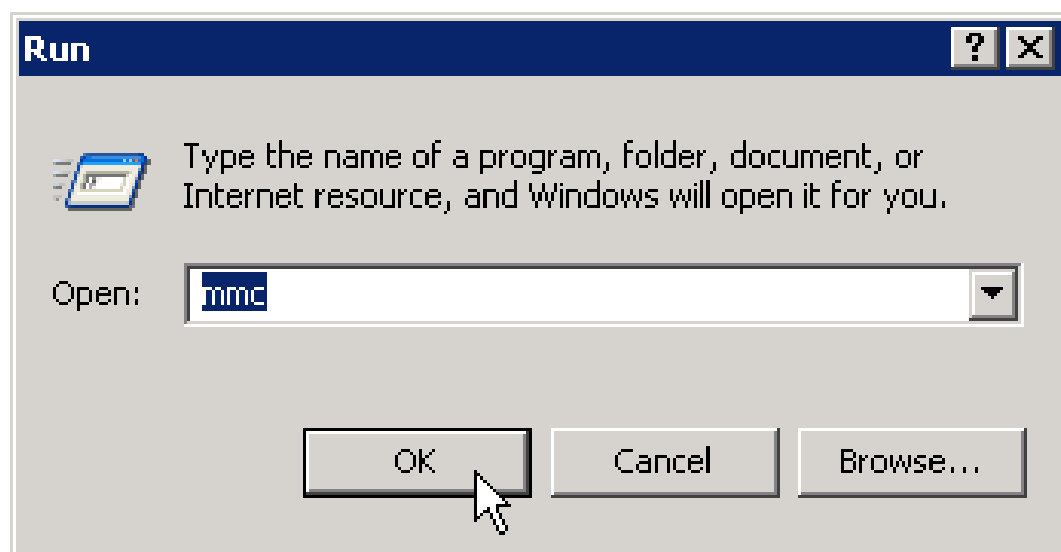 Run
Type the name of a program, folder, document, or
Internet resource, and Windows will open it for you.
Open: mmc
OK Cancel Browse...